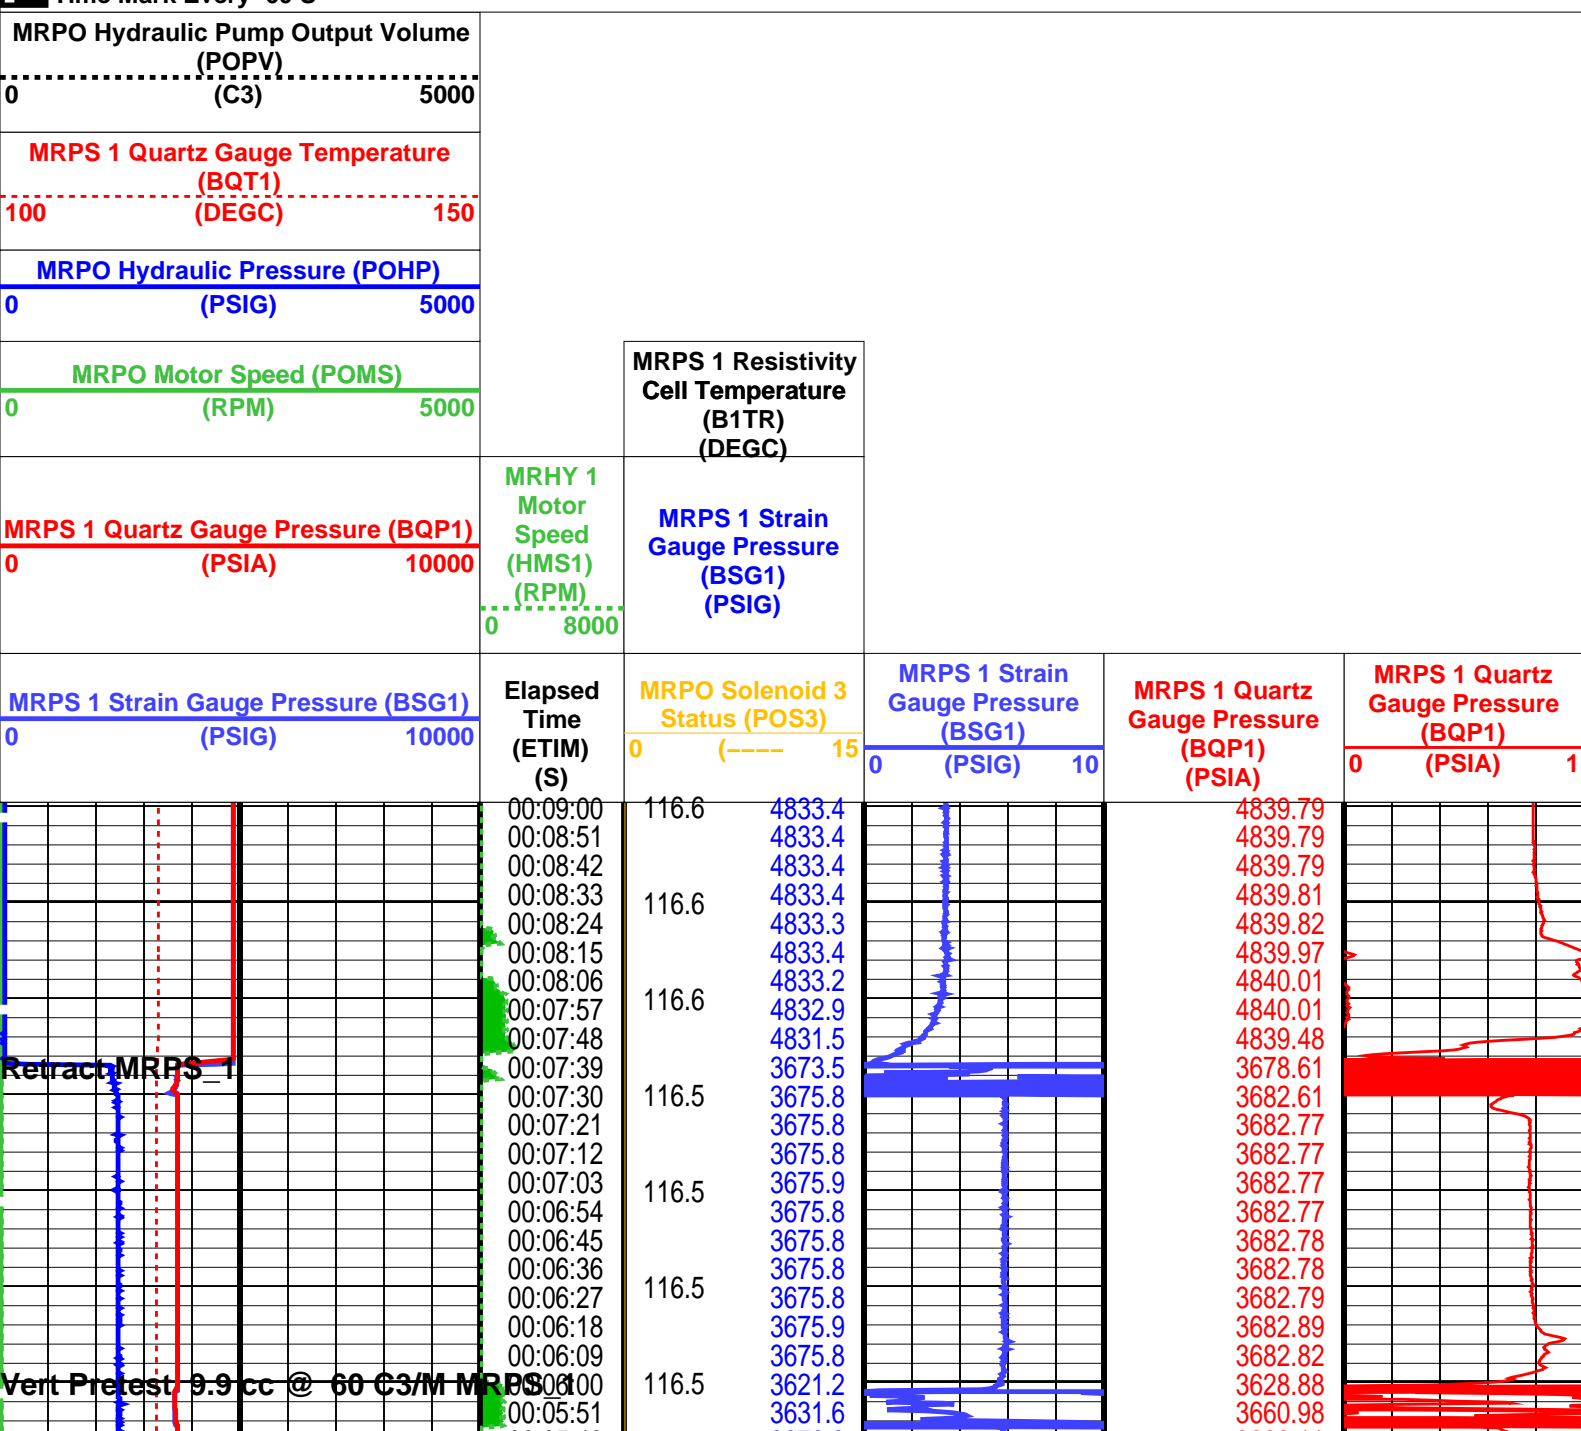 Time Mark Every 60 S
MRPO Hydraulic Pump Output Volume
(POPV)
0 (C3) 5000
MRPS 1 Quartz Gauge Temperature
(BQT1)
100 (DEGC) 150
MRPO Hydraulic Pressure (POHP)
0 (PSIG) 5000
MRPO Motor Speed (POMS)
0 (RPM) 5000
MRPS 1 Resistivity
Cell Temperature
(B1TR)
(DEGC)
MRPS 1 Quartz Gauge Pressure (BQP1)
0 (PSIA) 10000
MRHY 1
Motor
Speed
(HMS1)
(RPM)
0 8000
MRPS 1 Strain
Gauge Pressure
(BSG1)
(PSIG)
MRPS 1 Strain Gauge Pressure (BSG1)
0 (PSIG) 10000
Elapsed
Time
(ETIM)
(S)
MRPO Solenoid 3
Status (POS3)
0 (---- 15
MRPS 1 Strain
Gauge Pressure
(BSG1)
0 (PSIG) 10
MRPS 1 Quartz
Gauge Pressure
(BQP1)
(PSIA)
MRPS 1 Quartz
Gauge Pressure
(BQP1)
0 (PSIA) 1
00:09:00 116.6 4833.4 4839.79
00:08:51 4833.4 4839.79
00:08:42 4833.4 4839.79
00:08:33 116.6 4833.4 4839.81
00:08:24 4833.3 4839.82
00:08:15 4833.4 4839.97
00:08:06 4833.2 4840.01
00:07:57 116.6 4832.9 4840.01
00:07:48 4831.5 4839.48
Retract MRPS_1 00:07:39 3673.5 3678.61
00:07:30 116.5 3675.8 3682.61
00:07:21 3675.8 3682.77
00:07:12 3675.8 3682.77
00:07:03 116.5 3675.9 3682.77
00:06:54 3675.8 3682.77
00:06:45 3675.8 3682.78
00:06:36 3675.8 3682.78
00:06:27 116.5 3675.8 3682.79
00:06:18 3675.9 3682.89
00:06:09 3675.8 3682.82
Vert Pretest 9.9 cc @ 60 C3/M MRPS_1 00:06:00 116.5 3621.2 3628.88
00:05:51 3631.6 3660.98